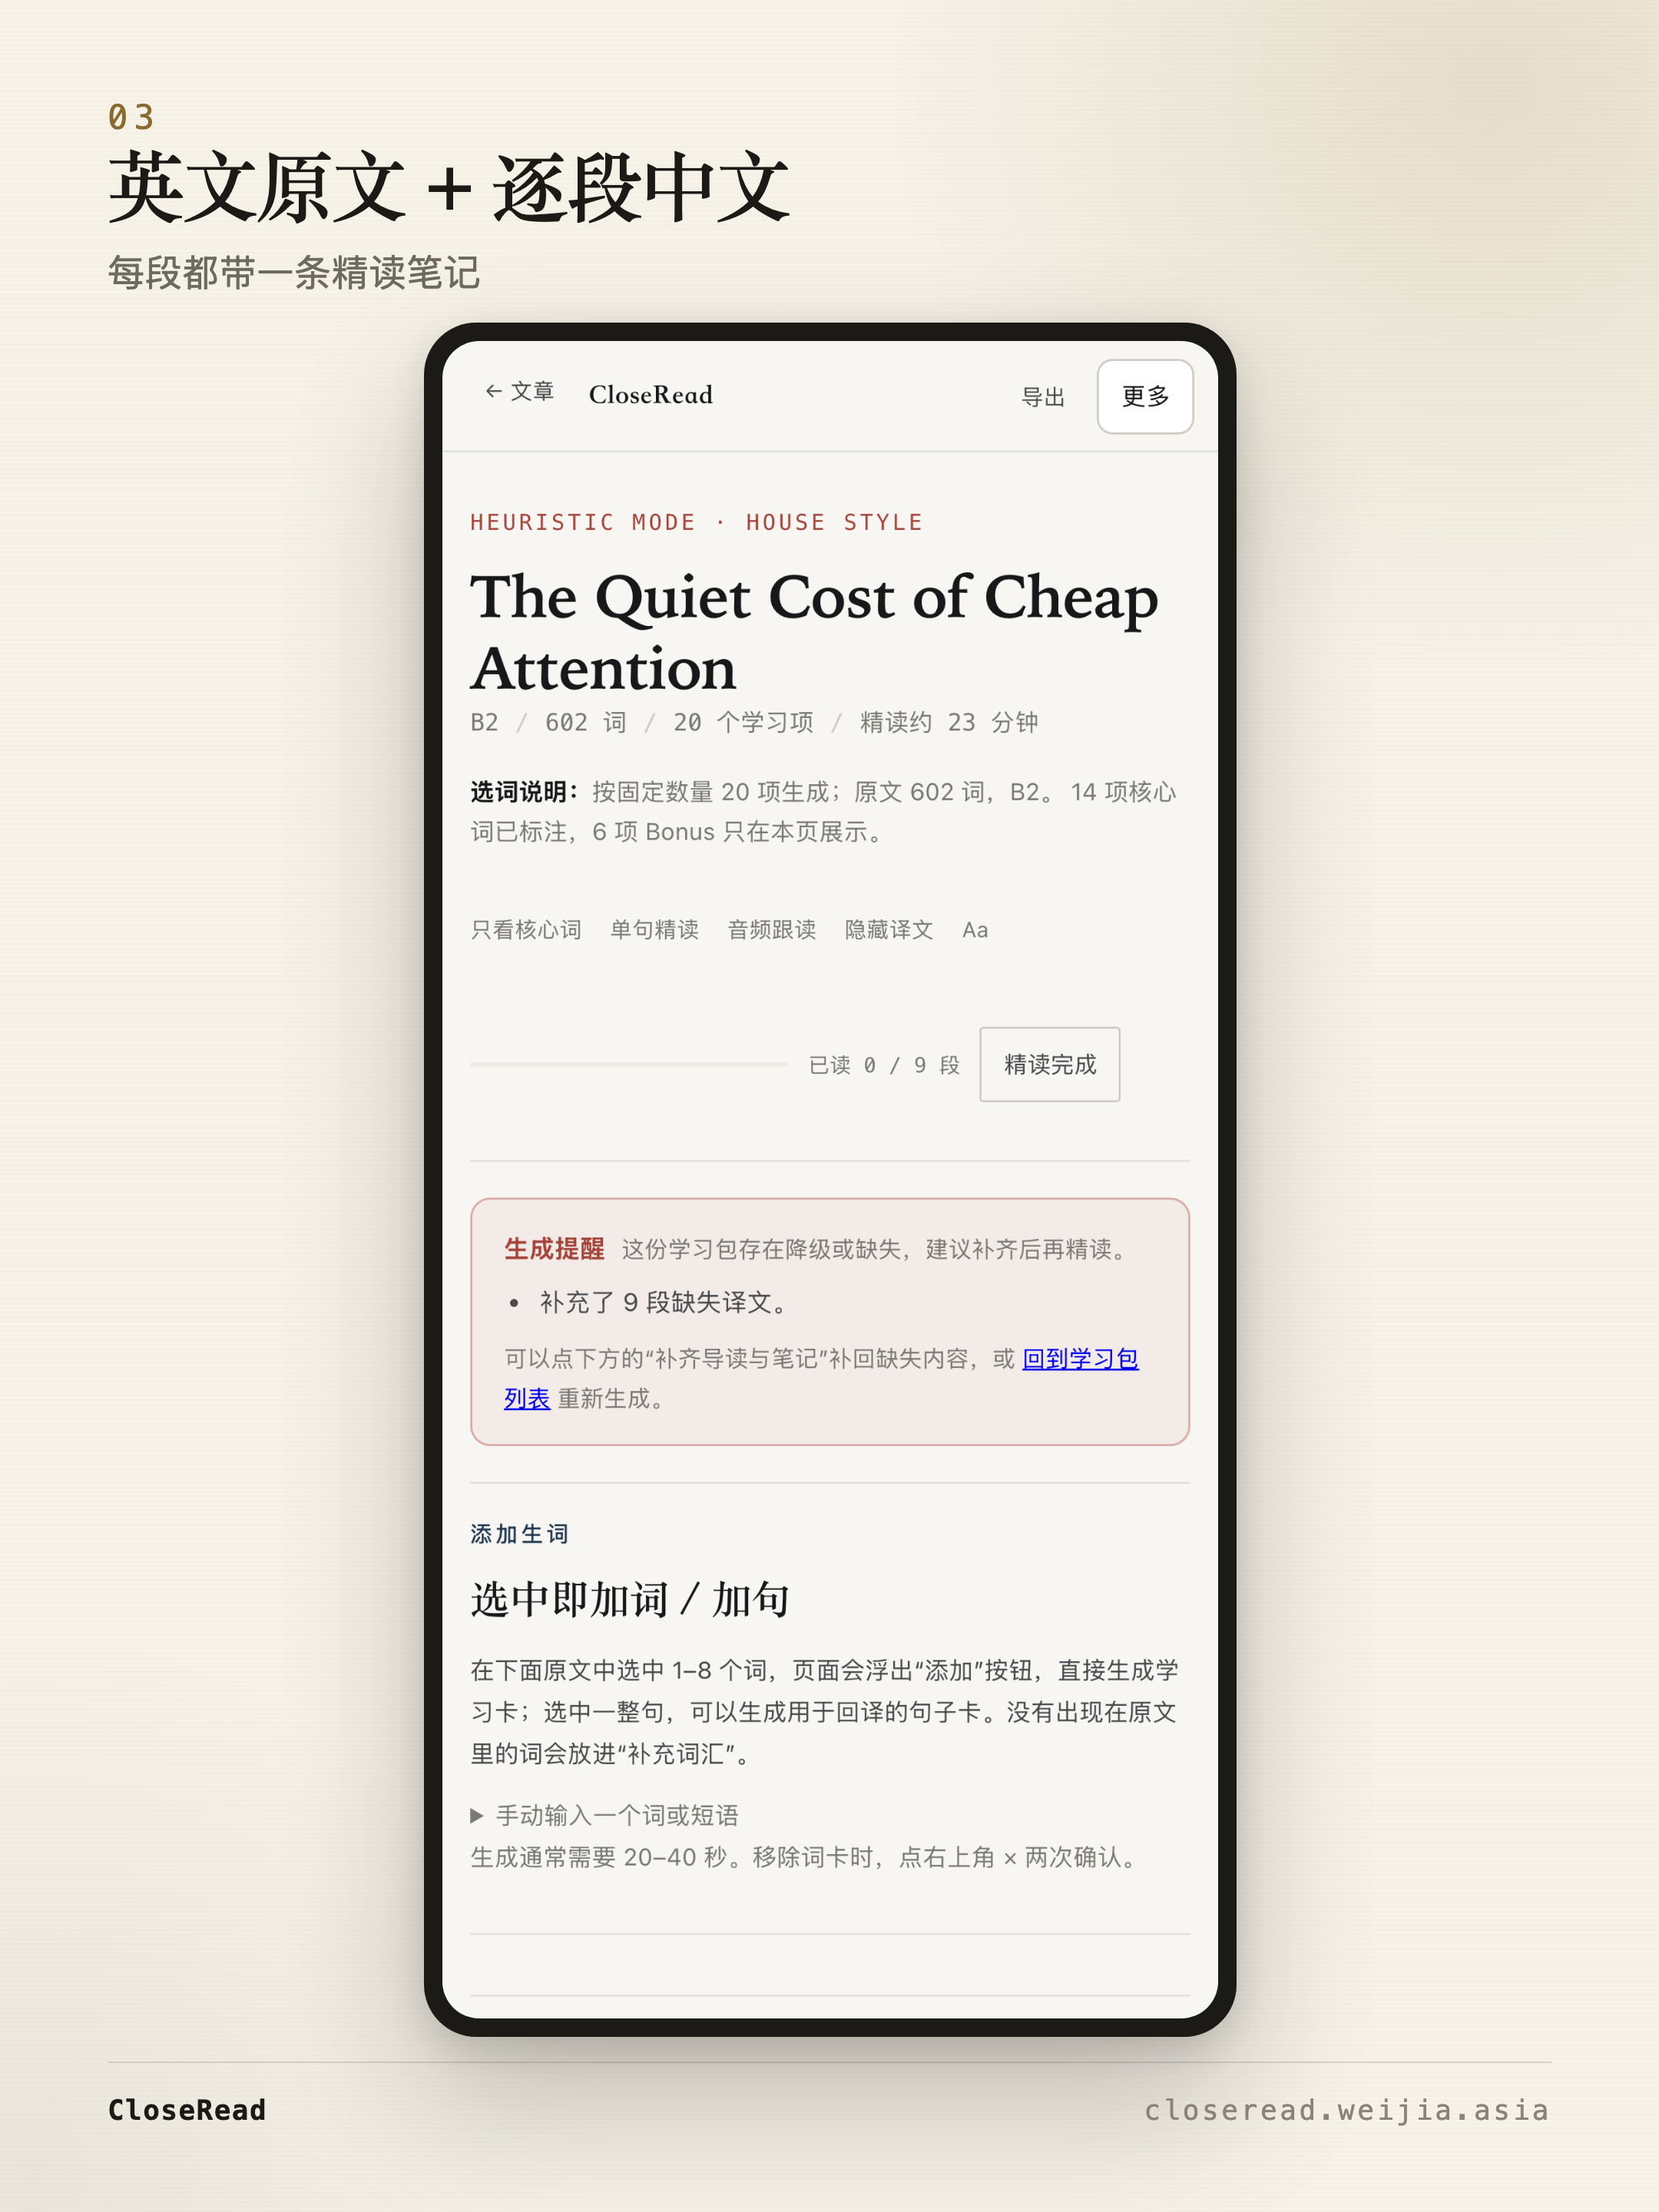 03
英文原文 + 逐段中文
每段都带一条精读笔记
← 文章 CloseRead 导出 更多
HEURISTIC MODE · HOUSE STYLE
The Quiet Cost of Cheap
Attention
B2 / 602 词 / 20 个学习项 / 精读约 23 分钟
选词说明：按固定数量 20 项生成；原文 602 词，B2。 14 项核心
词已标注，6 项 Bonus 只在本页展示。
只看核心词 单句精读 音频跟读 隐藏译文 Aa
已读 0 / 9 段 精读完成
生成提醒 这份学习包存在降级或缺失，建议补齐后再精读。
• 补充了 9 段缺失译文。
可以点下方的“补齐导读与笔记”补回缺失内容，或 回到学习包
列表 重新生成。
添加生词
选中即加词 / 加句
在下面原文中选中 1–8 个词，页面会浮出“添加”按钮，直接生成学
习卡；选中一整句，可以生成用于回译的句子卡。没有出现在原文
里的词会放进“补充词汇”。
▶ 手动输入一个词或短语
生成通常需要 20–40 秒。移除词卡时，点右上角 × 两次确认。
CloseRead closeread.weijia.asia